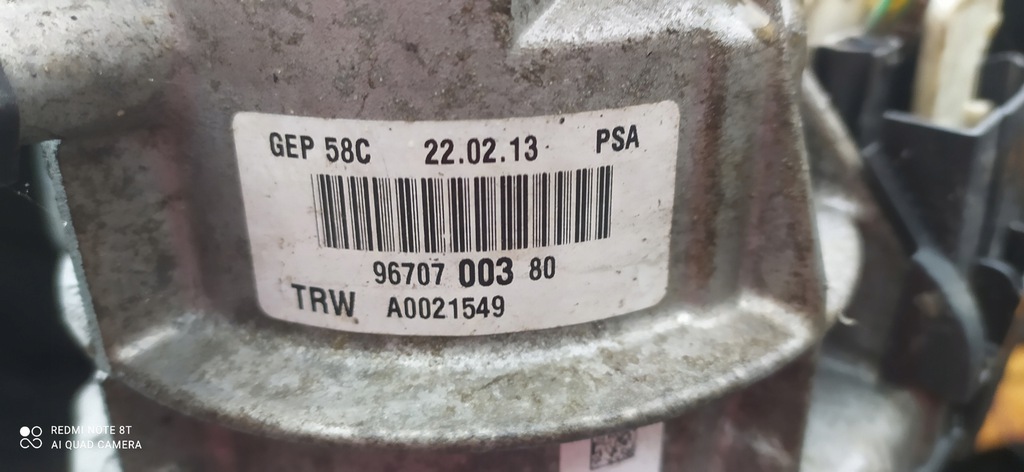 GEP 58C 22.02.13 PSA
96707 003 80
TRW A0021549
REDMI NOTE 8T
AI QUAD CAMERA